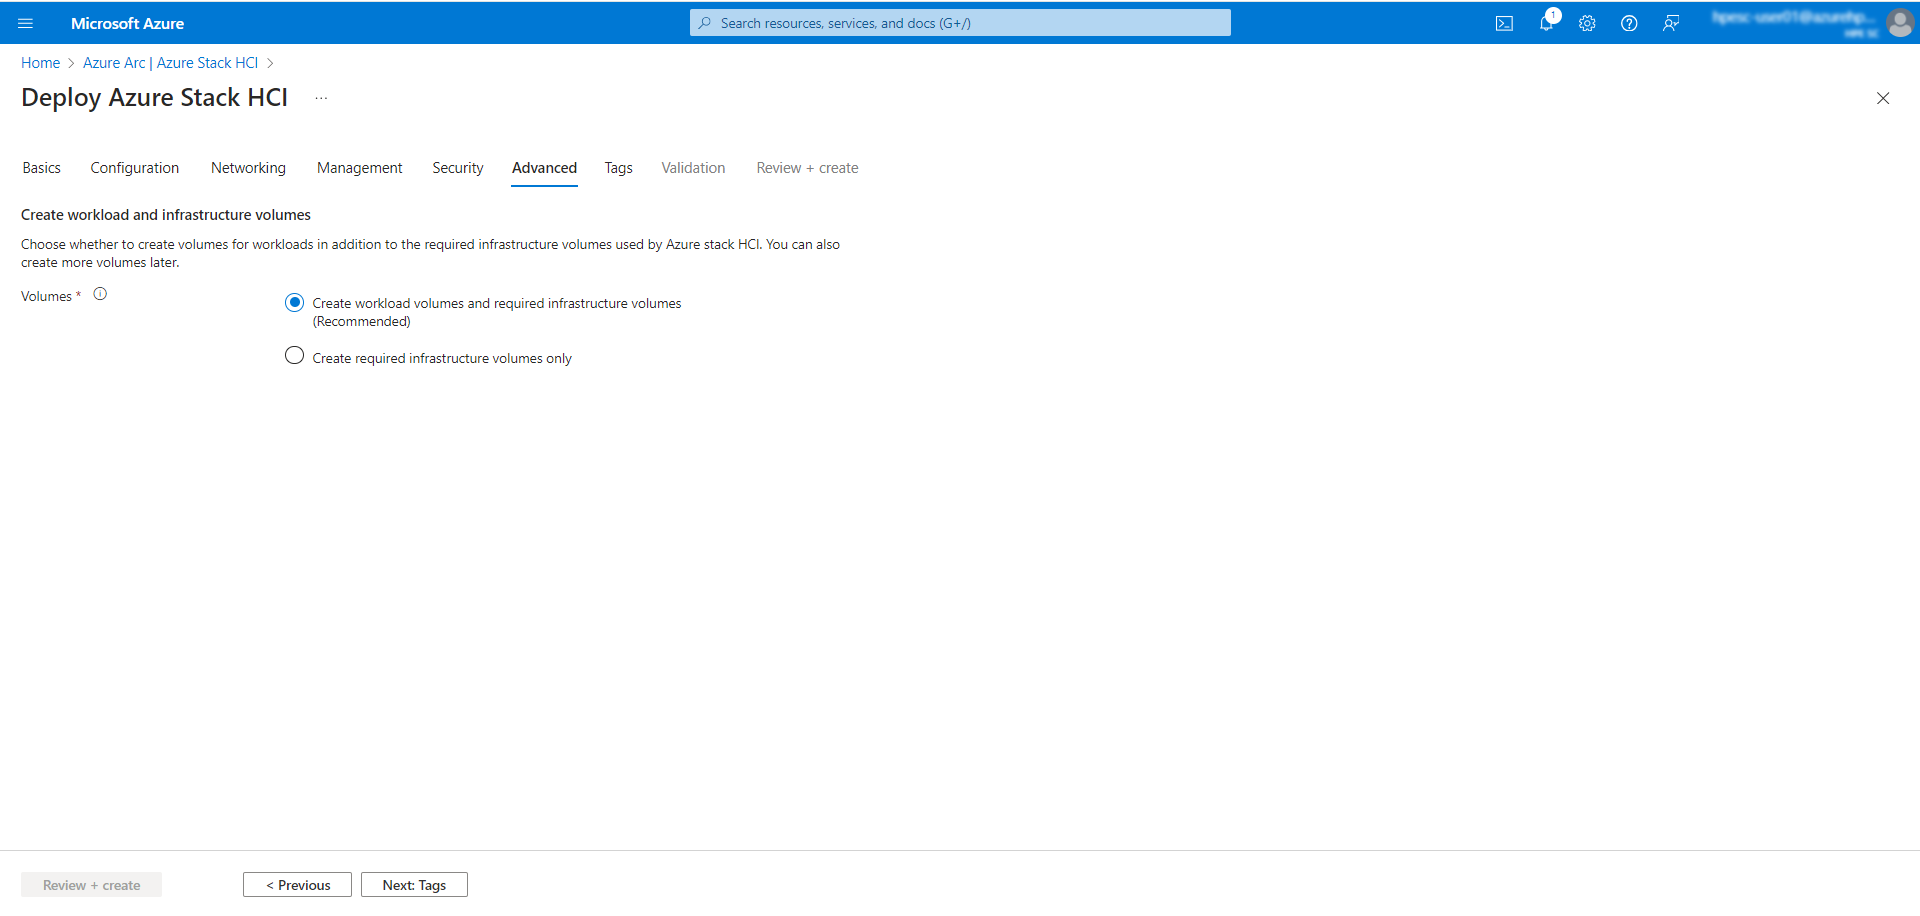 Microsoft Azure
Search resources, services, and docs (G+/)
1
Home > Azure Arc | Azure Stack HCI >
Deploy Azure Stack HCI ...
Basics Configuration Networking Management Security Advanced Tags Validation Review + create
Create workload and infrastructure volumes
Choose whether to create volumes for workloads in addition to the required infrastructure volumes used by Azure stack HCI. You can also
create more volumes later.
Volumes *
Create workload volumes and required infrastructure volumes
(Recommended)
Create required infrastructure volumes only
Review + create
< Previous
Next: Tags